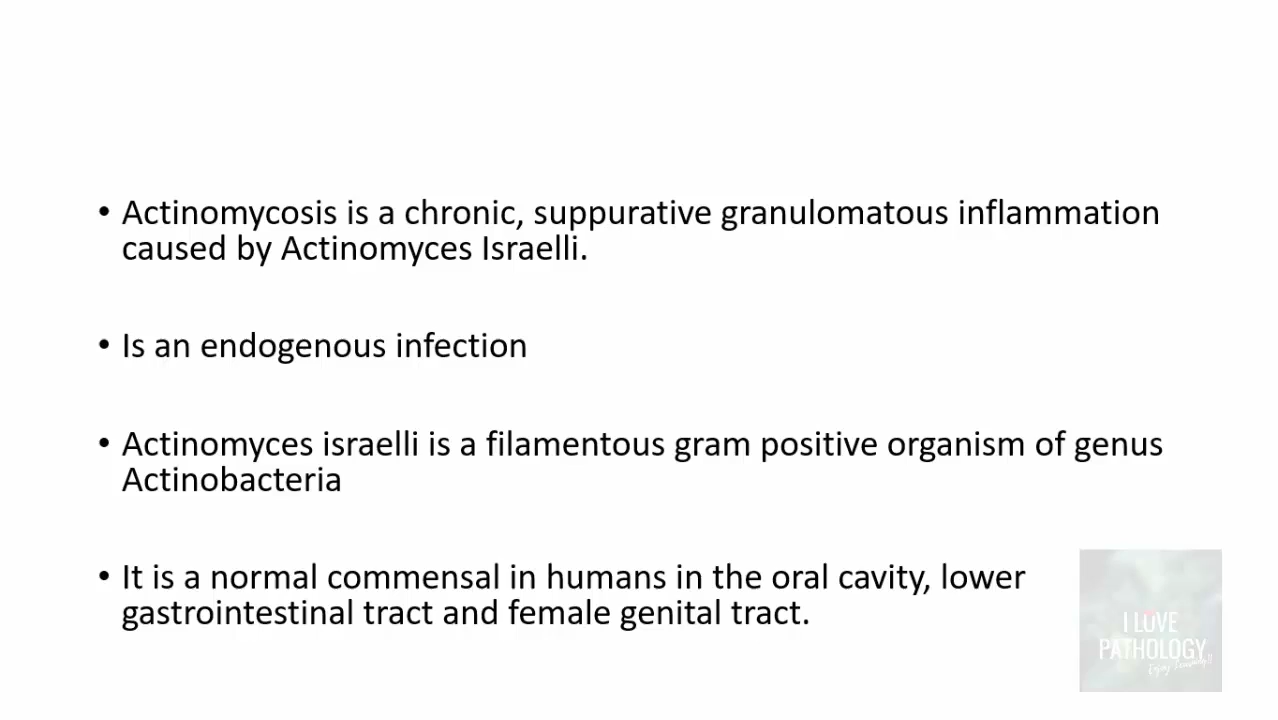 • Actinomycosis is a chronic, suppurative granulomatous inflammation
caused by Actinomyces Israelli.
• Is an endogenous infection
• Actinomyces israelli is a filamentous gram positive organism of genus
Actinobacteria
• It is a normal commensal in humans in the oral cavity, lower
gastrointestinal tract and female genital tract.
I LOVE
PATHOLOGY
Enjoy